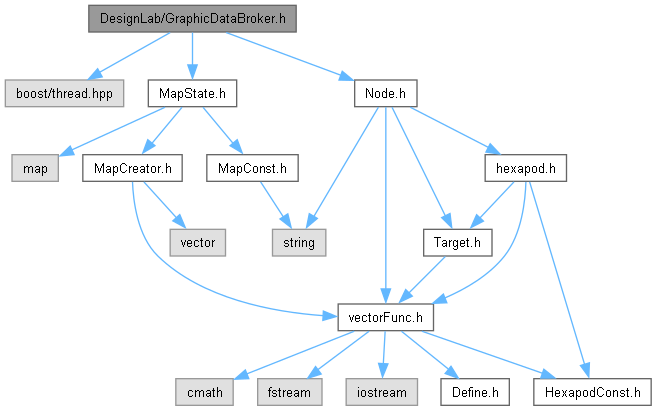 DesignLab/GraphicDataBroker.h
boost/thread.hpp
MapState.h
Node.h
map
MapCreator.h
MapConst.h
hexapod.h
vector
string
Target.h
vectorFunc.h
cmath
fstream
iostream
Define.h
HexapodConst.h